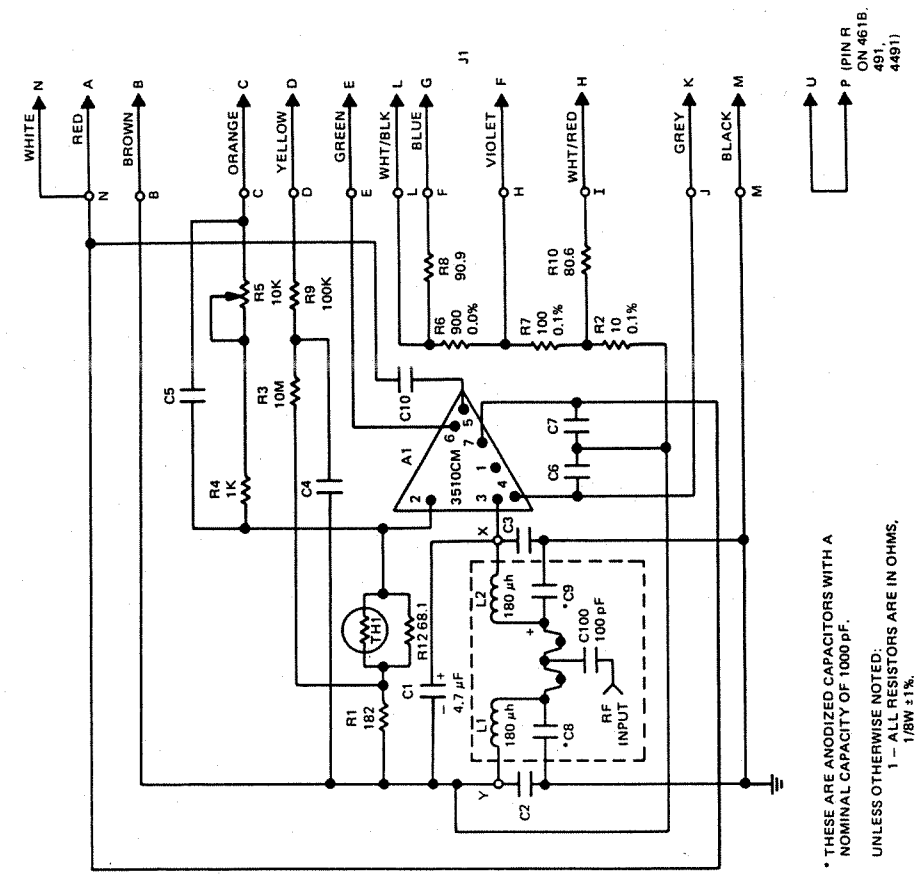 WHITE
N
RED
A
BROWN
B
ORANGE
C
YELLOW
D
GREEN
E
WHT/BLK
L
BLUE
G
VIOLET
F
WHT/RED
H
GREY
K
BLACK
M
U
P (PIN R
ON 461B.
491,
4491)
J1
N
B
C
D
E
L
F
H
I
J
M
C5
R5
10K
R9
100K
R8
90.9
R10
80.6
R6
900
0.0%
R7
100
0.1%
R2
10
0.1%
R4
1K
R3
10M
C4
C10
A1
3510CM
2
6
5
7
1
3
4
C7
C6
TH1
R12 68.1
R1
182
C1
+
−
4.7 µF
X
C3
L2
180 µh
*C9
+
C100
100 pF
RF
INPUT
L1
180 µh
*C8
Y
C2
* THESE ARE ANODIZED CAPACITORS WITH A
NOMINAL CAPACITY OF 1000 pF.
UNLESS OTHERWISE NOTED:
1 — ALL RESISTORS ARE IN OHMS,
1/8W ±1%.